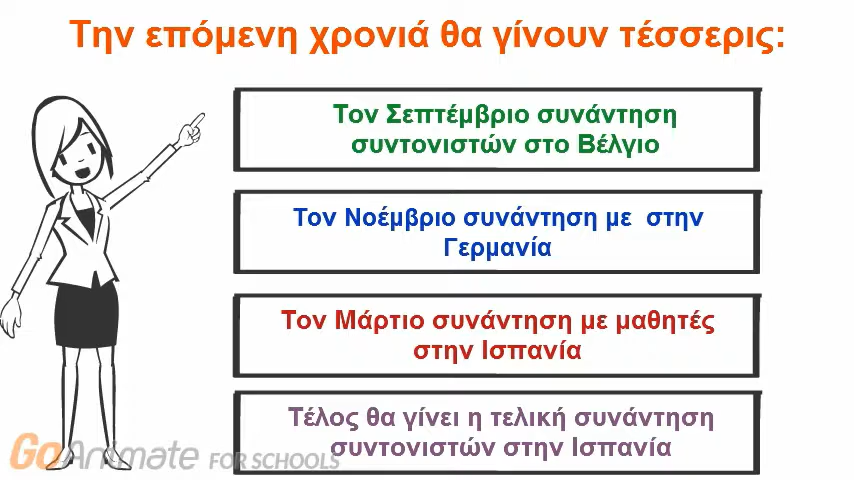 Την επόμενη χρονιά θα γίνουν τέσσερις:
Τον Σεπτέμβριο συνάντηση
συντονιστών στο Βέλγιο
Τον Νοέμβριο συνάντηση με στην
Γερμανία
Τον Μάρτιο συνάντηση με μαθητές
στην Ισπανία
Τέλος θα γίνει η τελική συνάντηση
συντονιστών στην Ισπανία
GoAnimate FOR SCHOOLS